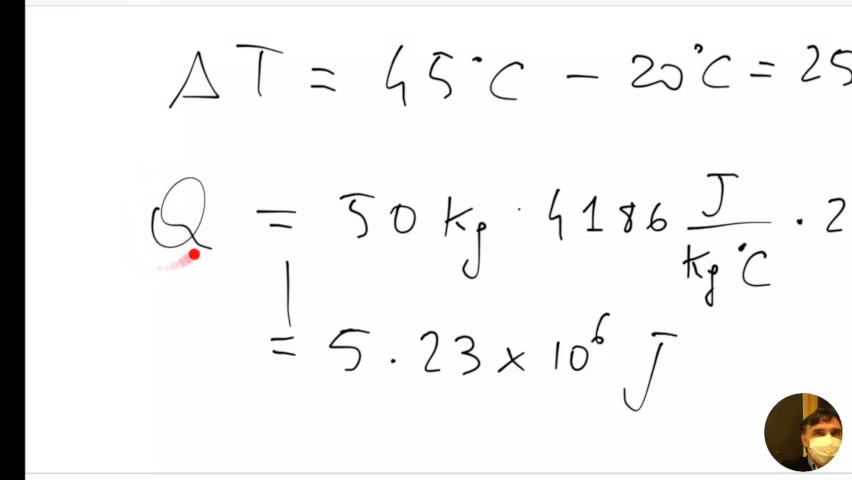 ΔT = 45°C - 20°C = 25
Q = 50 kg · 4186 J/kg°C · 2
= 5.23 x 10⁶ J